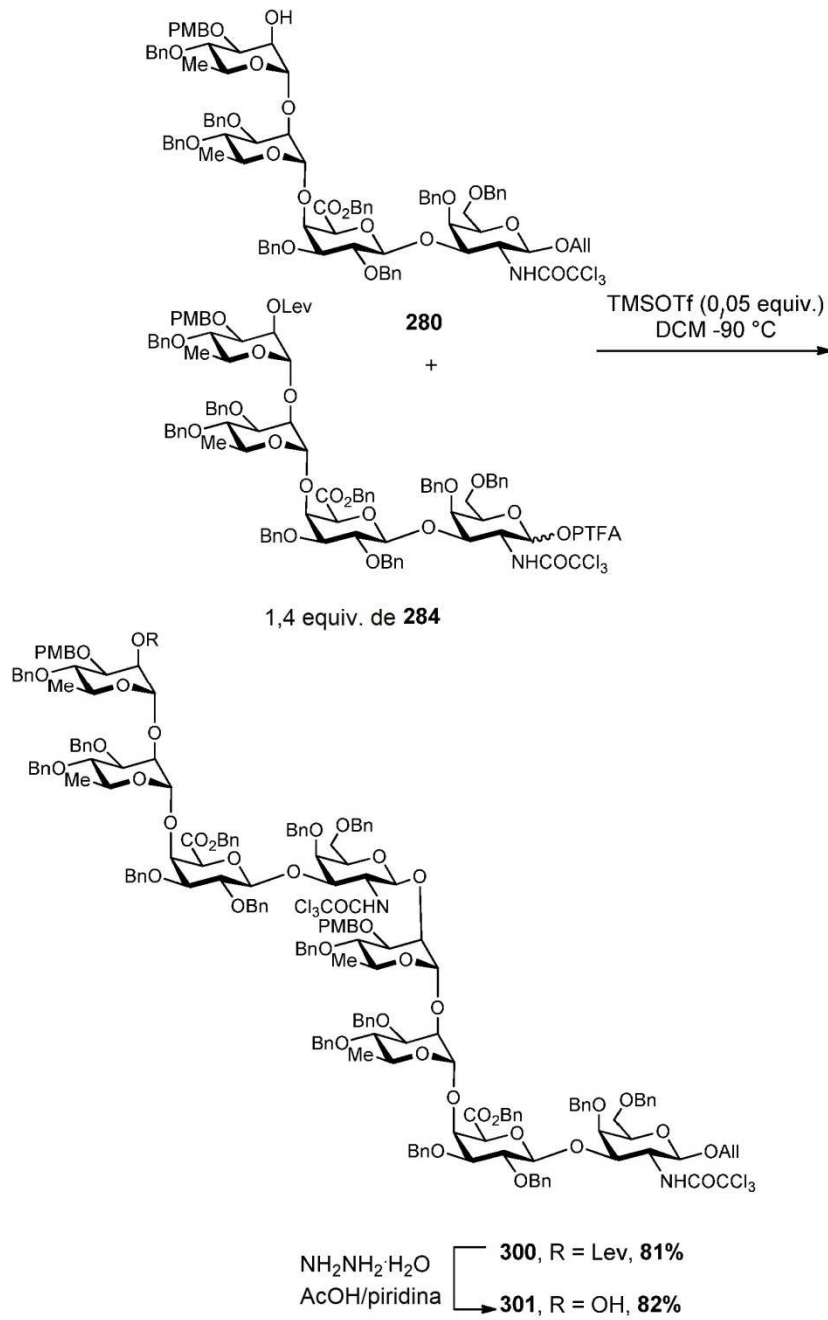 OH
PMBO
BnO
Me
O
O
BnO
BnO
Me
O
O
CO₂Bn
BnO
OBn
O
O
O
OAll
BnO
OBn
NHCOCCl₃
280
+
TMSOTf (0,05 equiv.)
DCM -90 °C
OLev
PMBO
BnO
Me
O
O
BnO
BnO
Me
O
O
CO₂Bn
BnO
OBn
O
O
O
OPTFA
BnO
OBn
NHCOCCl₃
1,4 equiv. de 284
OR
PMBO
BnO
Me
O
O
BnO
BnO
Me
O
O
CO₂Bn
BnO
OBn
O
O
O
O
BnO
OBn
Cl₃COCHN
PMBO
BnO
Me
O
O
BnO
BnO
Me
O
O
CO₂Bn
BnO
OBn
O
O
O
OAll
BnO
OBn
NHCOCCl₃
NH₂NH₂·H₂O
AcOH/piridina
300, R = Lev, 81%
301, R = OH, 82%